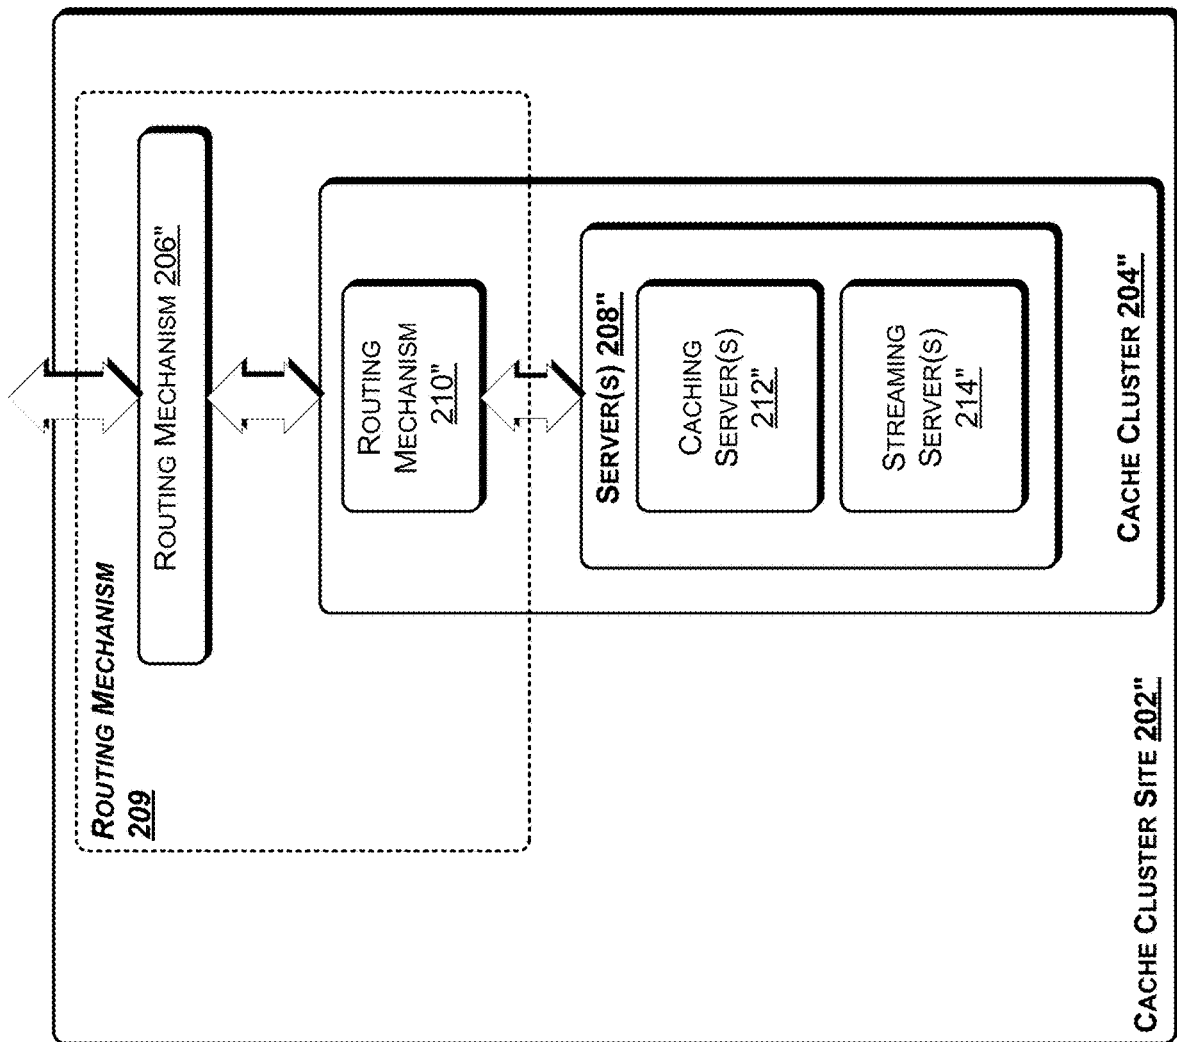 ROUTING MECHANISM
209
ROUTING MECHANISM 206"
ROUTING
MECHANISM
210"
SERVER(S) 208"
CACHING
SERVER(S)
212"
STREAMING
SERVER(S)
214"
CACHE CLUSTER 204"
CACHE CLUSTER SITE 202"